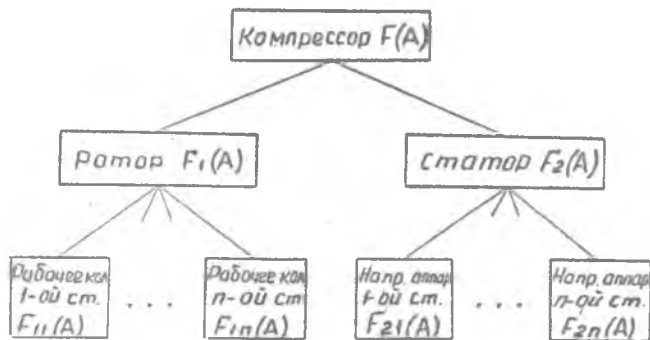 Компрессор F(A)
Ротор F₁(A)
Статор F₂(A)
Рабочее кол.
1-ой ст.
F₁₁(A)
. . .
Рабочее кол.
n-ой ст
F₁ₙ(A)
Напр. аппар
1-ой ст.
F₂₁(A)
. . .
Напр. аппар
n-ой ст.
F₂ₙ(A)